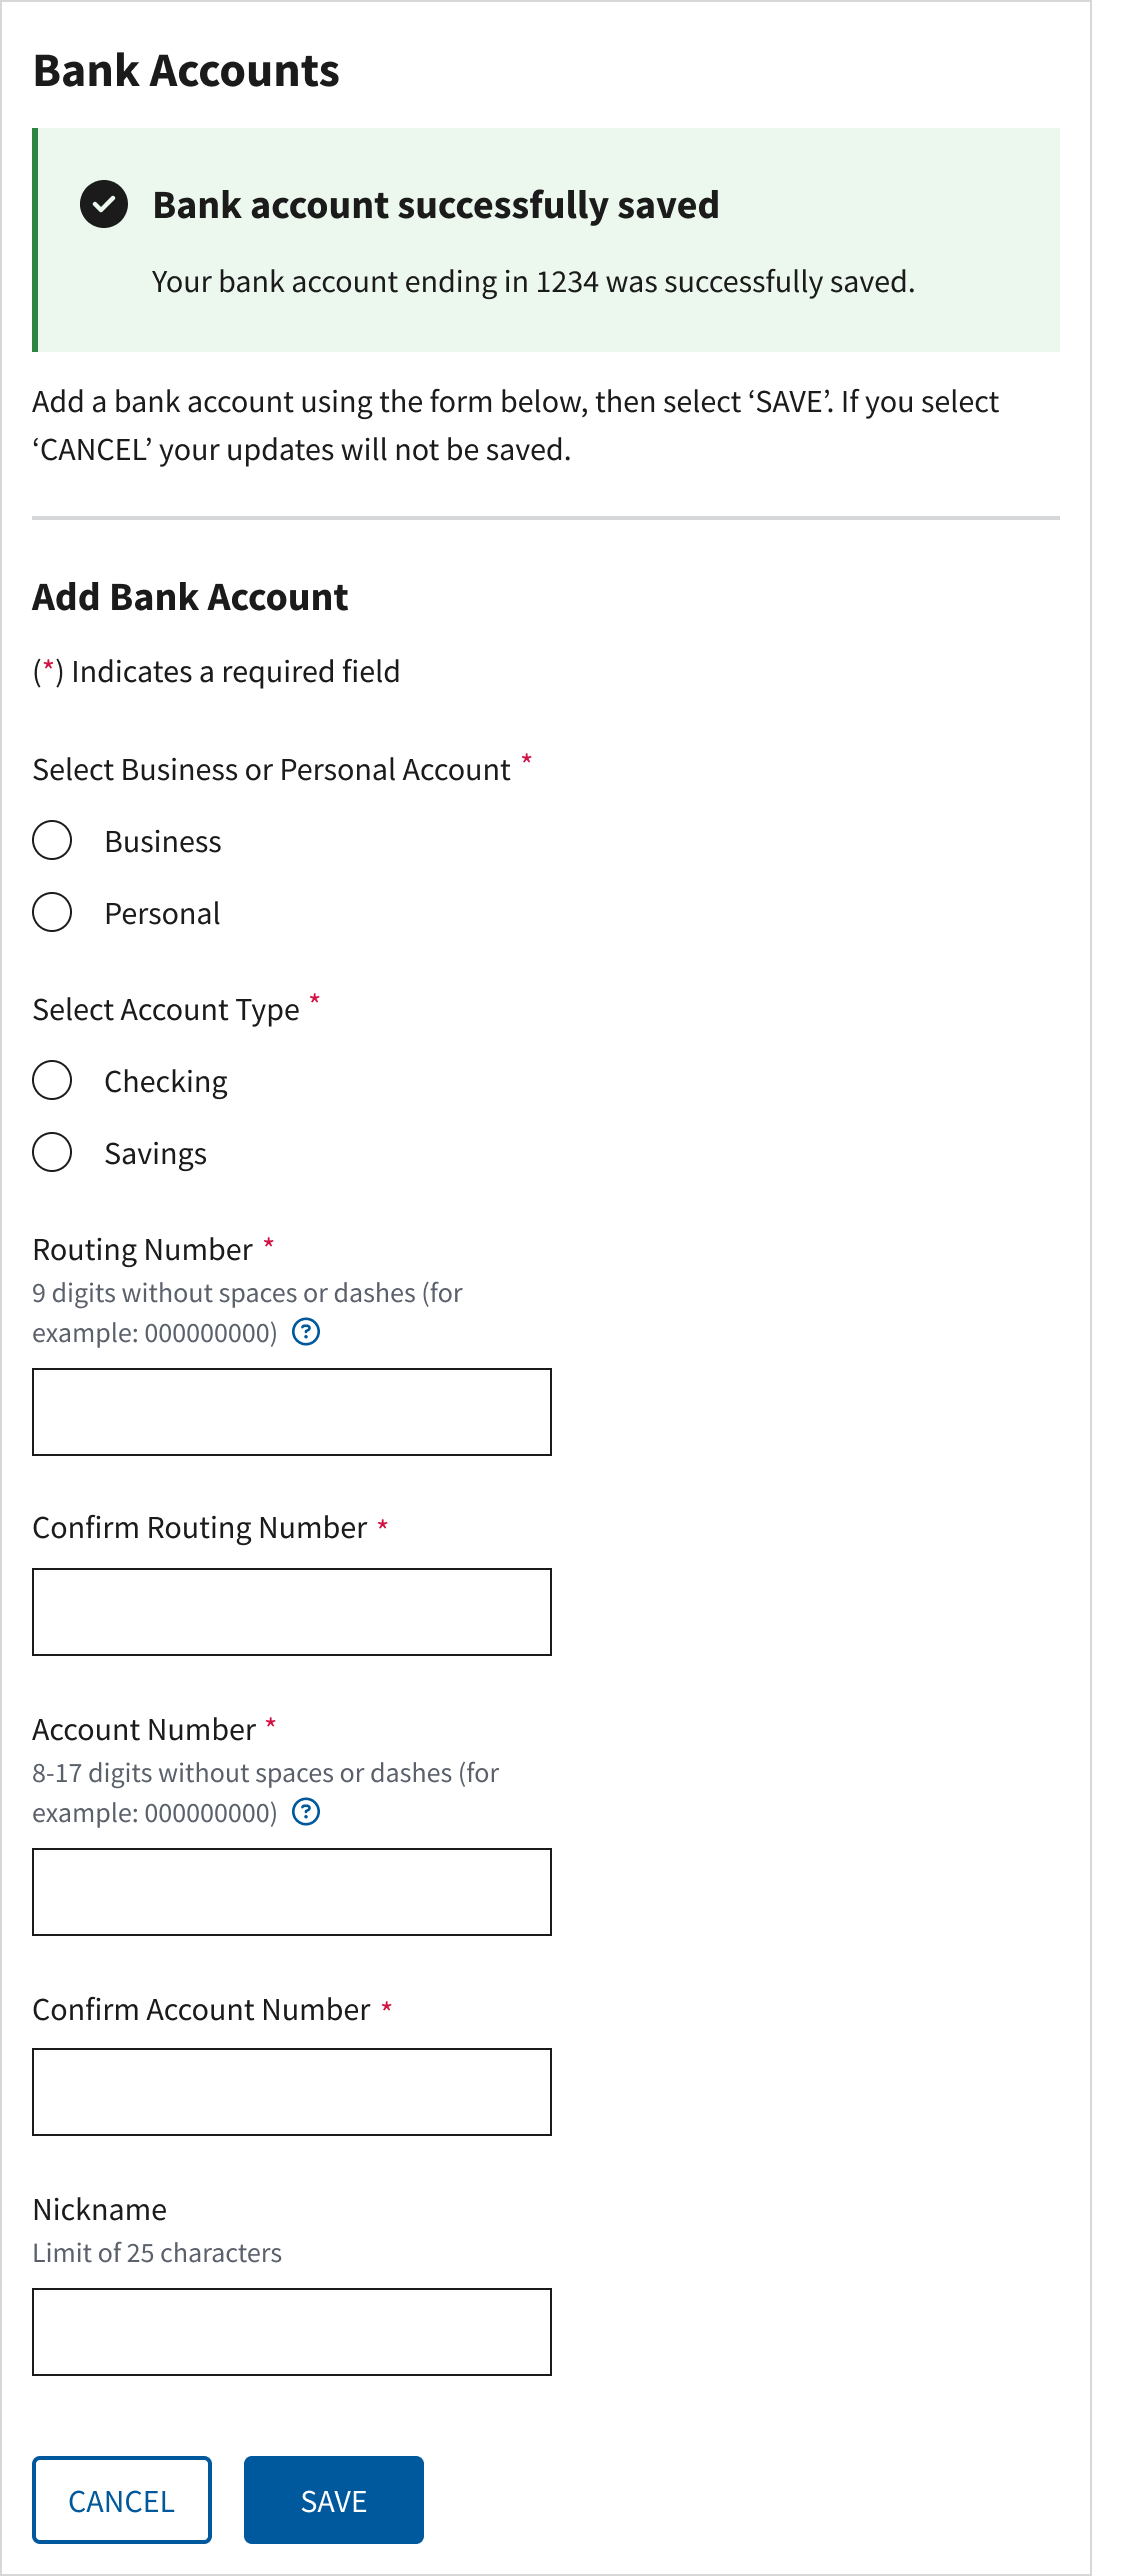 Bank Accounts
Bank account successfully saved
Your bank account ending in 1234 was successfully saved.
Add a bank account using the form below, then select ‘SAVE’. If you select
‘CANCEL’ your updates will not be saved.
Add Bank Account
(*) Indicates a required field
Select Business or Personal Account *
Business
Personal
Select Account Type *
Checking
Savings
Routing Number *
9 digits without spaces or dashes (for
example: 000000000) ?
Confirm Routing Number *
Account Number *
8-17 digits without spaces or dashes (for
example: 000000000) ?
Confirm Account Number *
Nickname
Limit of 25 characters
CANCEL SAVE